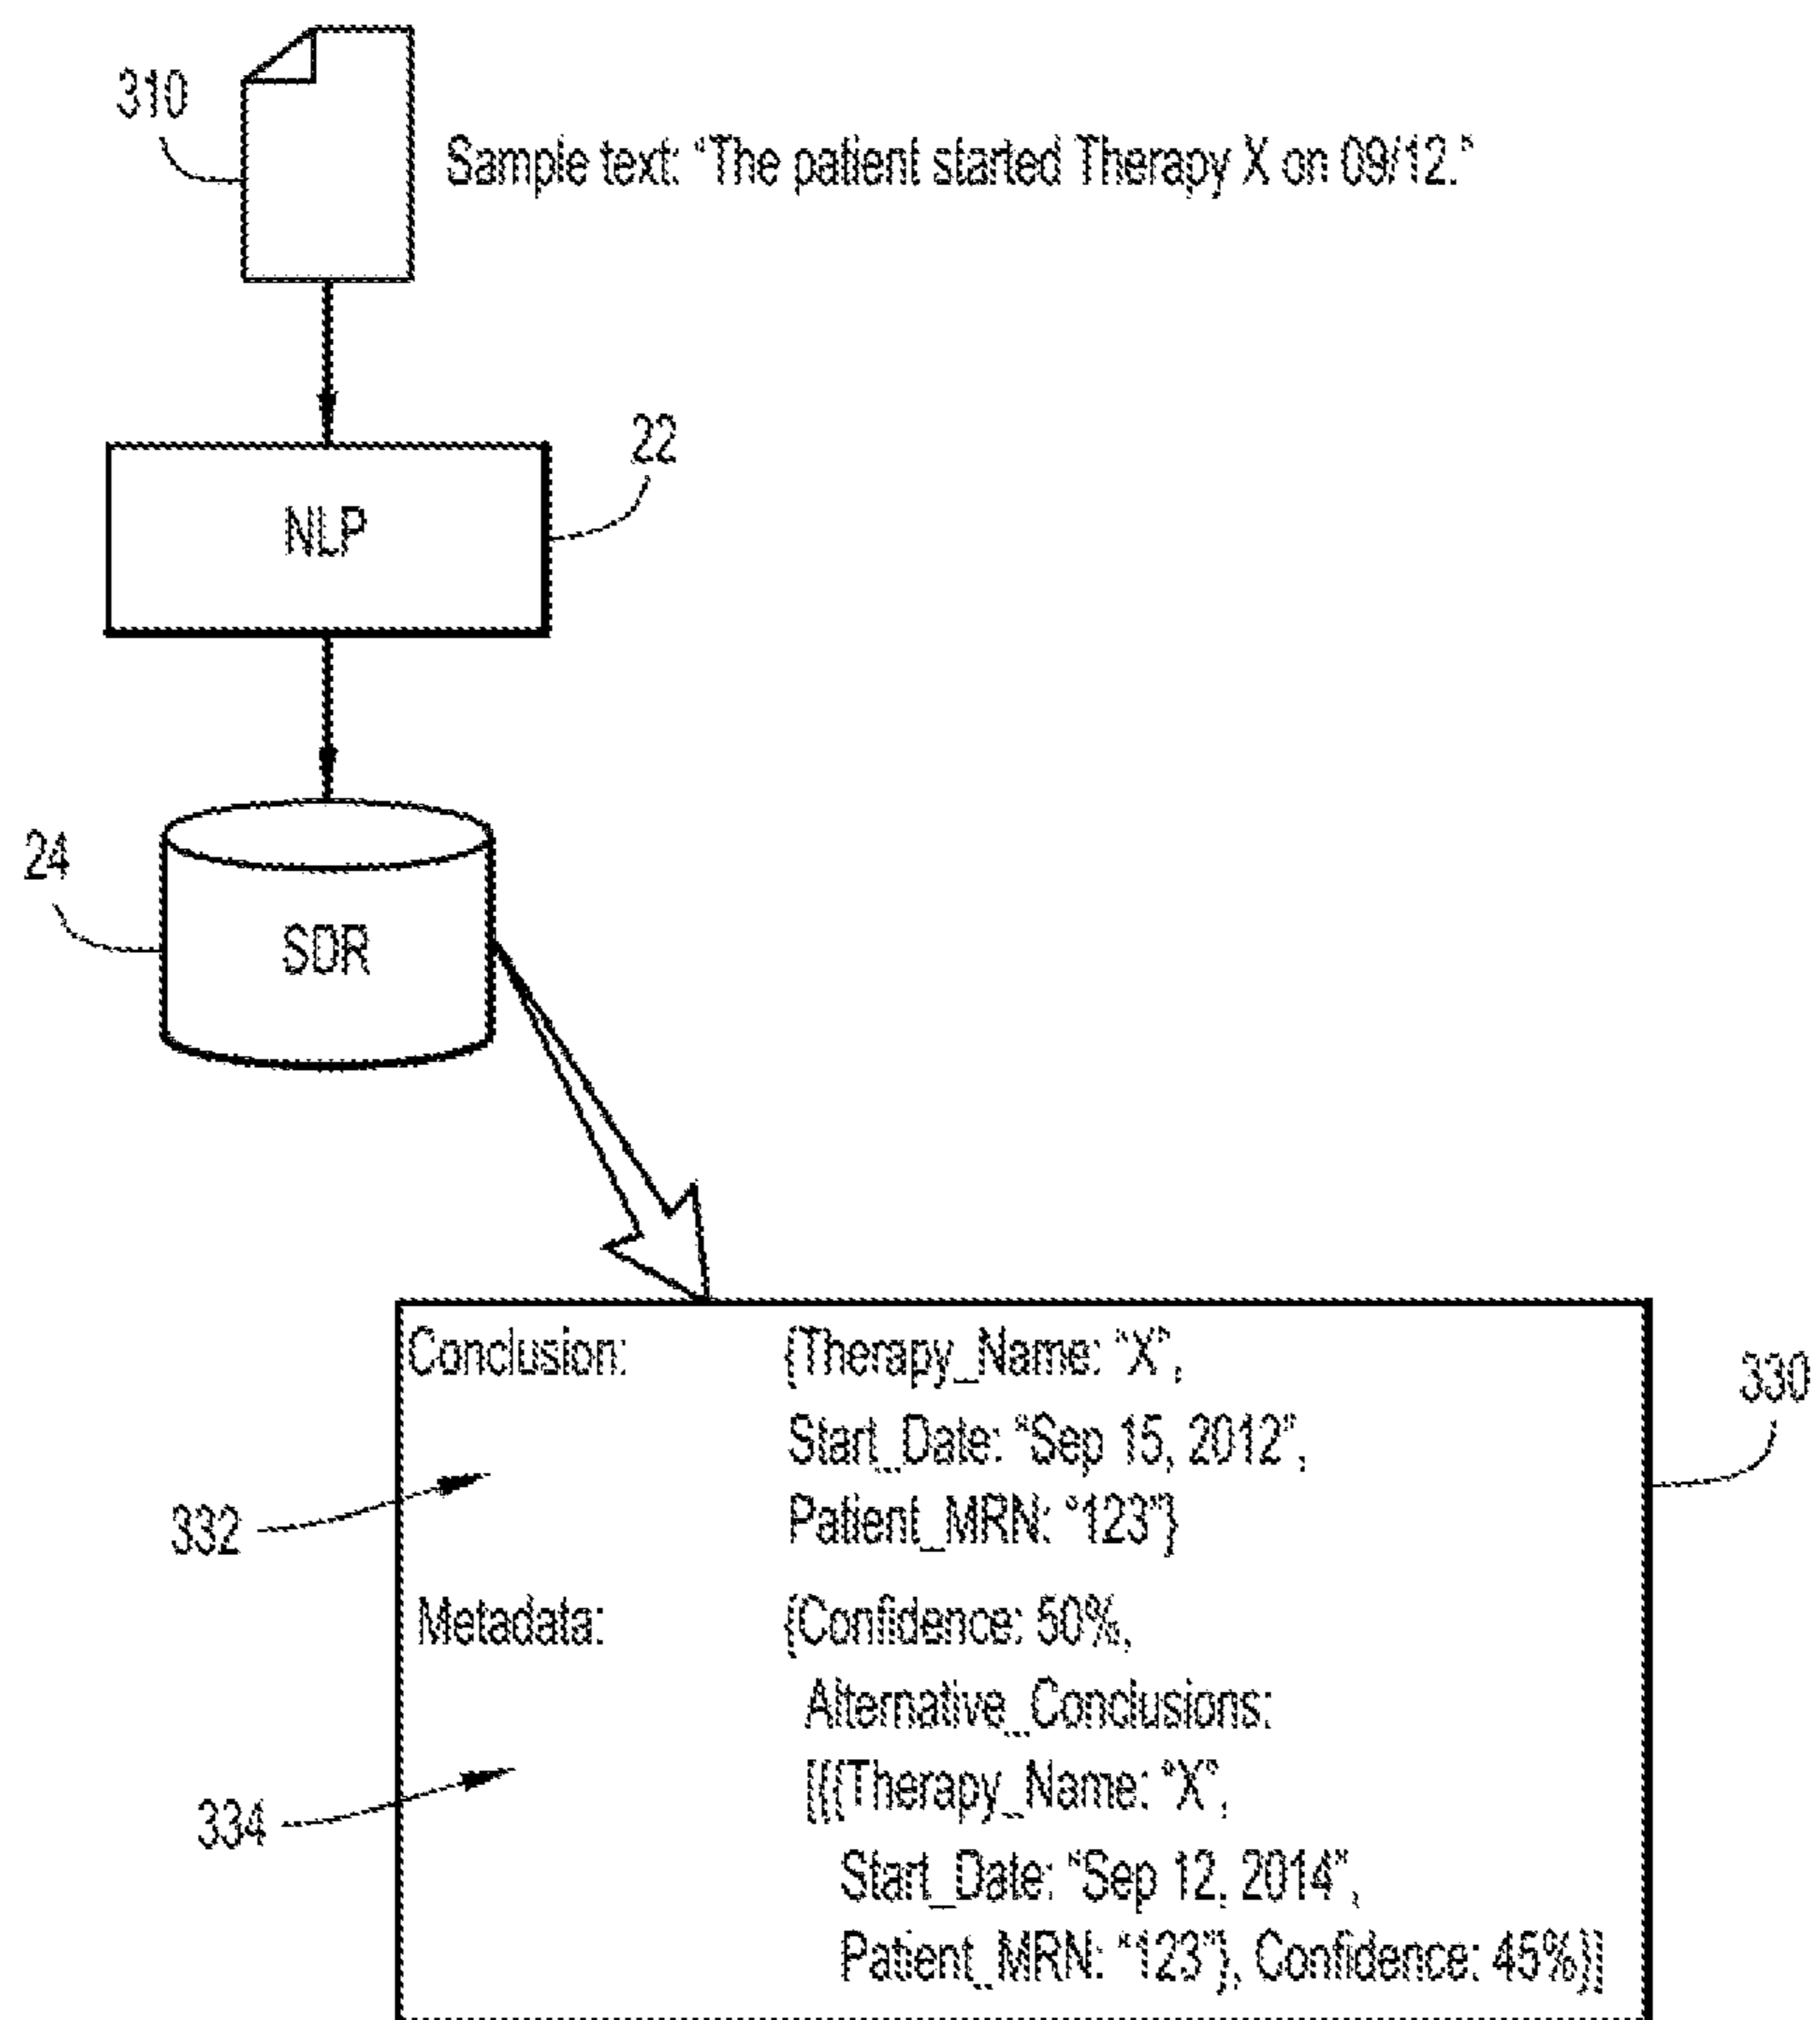 310
Sample text: “The patient started Therapy X on 09/12.”
22
NLP
24
SDR
Conclusion: {Therapy_Name: “X”,
330
Start_Date: “Sep 15, 2012”,
332
Patient_MRN: “123”}
Metadata: {Confidence: 50%,
Alternative_Conclusions:
[{{Therapy_Name: “X”,
334
Start_Date: “Sep 12, 2014”,
Patient_MRN: “123”}, Confidence: 45%}]